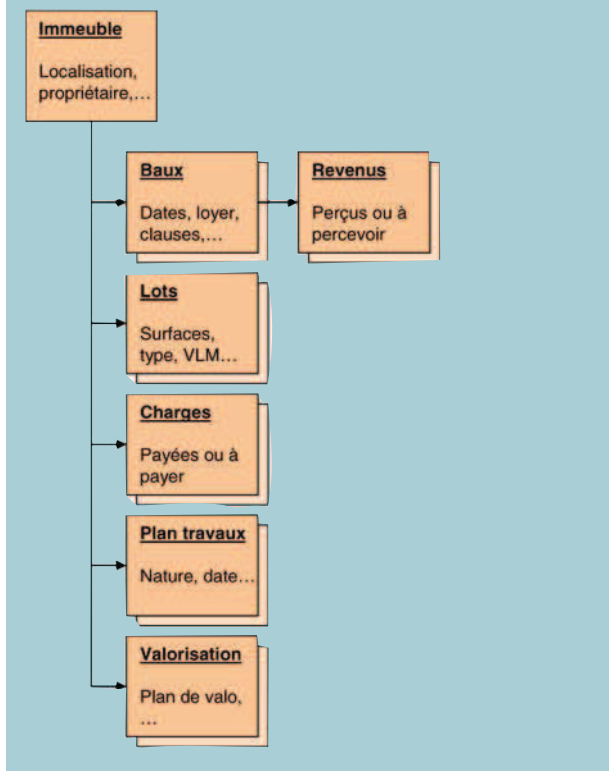 Immeuble
Localisation,
propriétaire,…
Baux
Dates, loyer,
clauses,…
Revenus
Perçus ou à
percevoir
Lots
Surfaces,
type, VLM…
Charges
Payées ou à
payer
Plan travaux
Nature, date…
Valorisation
Plan de valo,
…